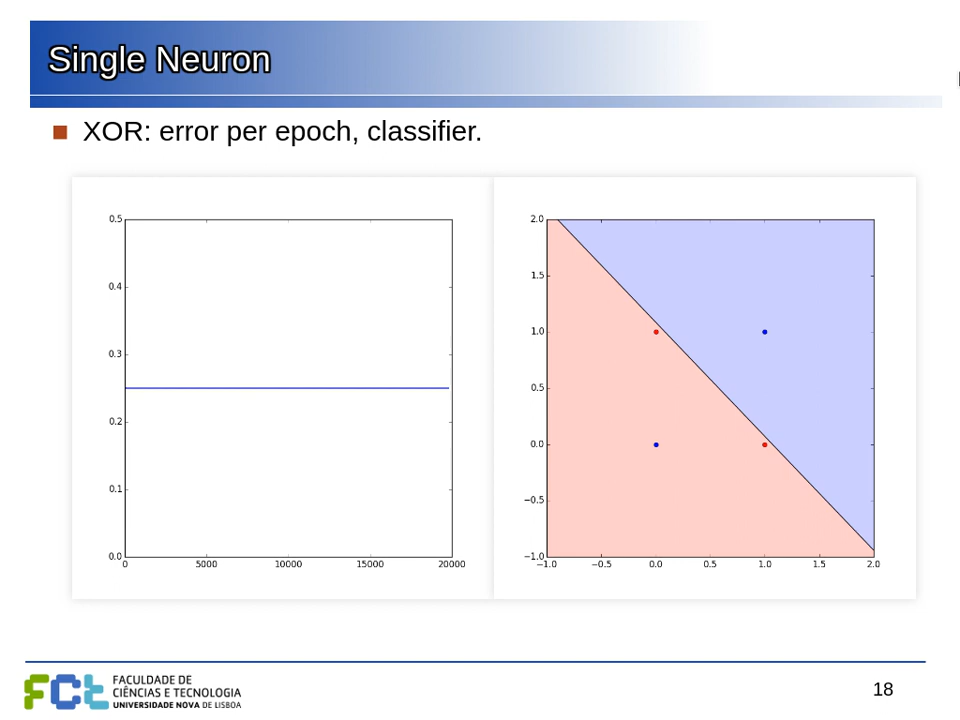 Single Neuron
XOR: error per epoch, classifier.
0.5
0.4
0.3
0.2
0.1
0.0
0 5000 10000 15000 20000
2.0
1.5
1.0
0.5
0.0
−0.5
−1.0
−1.0 −0.5 0.0 0.5 1.0 1.5 2.0
FCt
FACULDADE DE
CIÊNCIAS E TECNOLOGIA
UNIVERSIDADE NOVA DE LISBOA
18